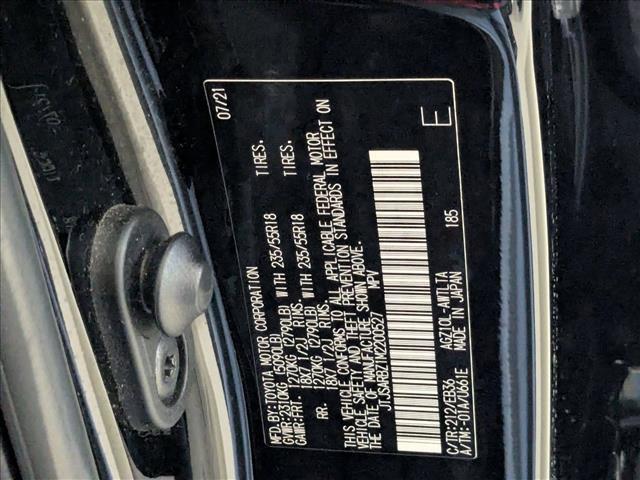 MFD.BY:TOYOTA MOTOR CORPORATION 07/21
GVWR:2310KG (5090LB)
GAWR:FRT. 1270KG (2790LB) WITH 235/55R18 TIRES.
18X7 1/2J RIMS.
RR. 1270KG (2790LB) WITH 235/55R18 TIRES.
18X7 1/2J RIMS.
THIS VEHICLE CONFORMS TO ALL APPLICABLE FEDERAL MOTOR
VEHICLE SAFETY AND THEFT PREVENTION STANDARDS IN EFFECT ON
THE DATE OF MANUFACTURE SHOWN ABOVE.
MPV
C/TR:212/EB36 AGZ10L-AWTLTA 185
A/TM:-01A/U661E MADE IN JAPAN
E